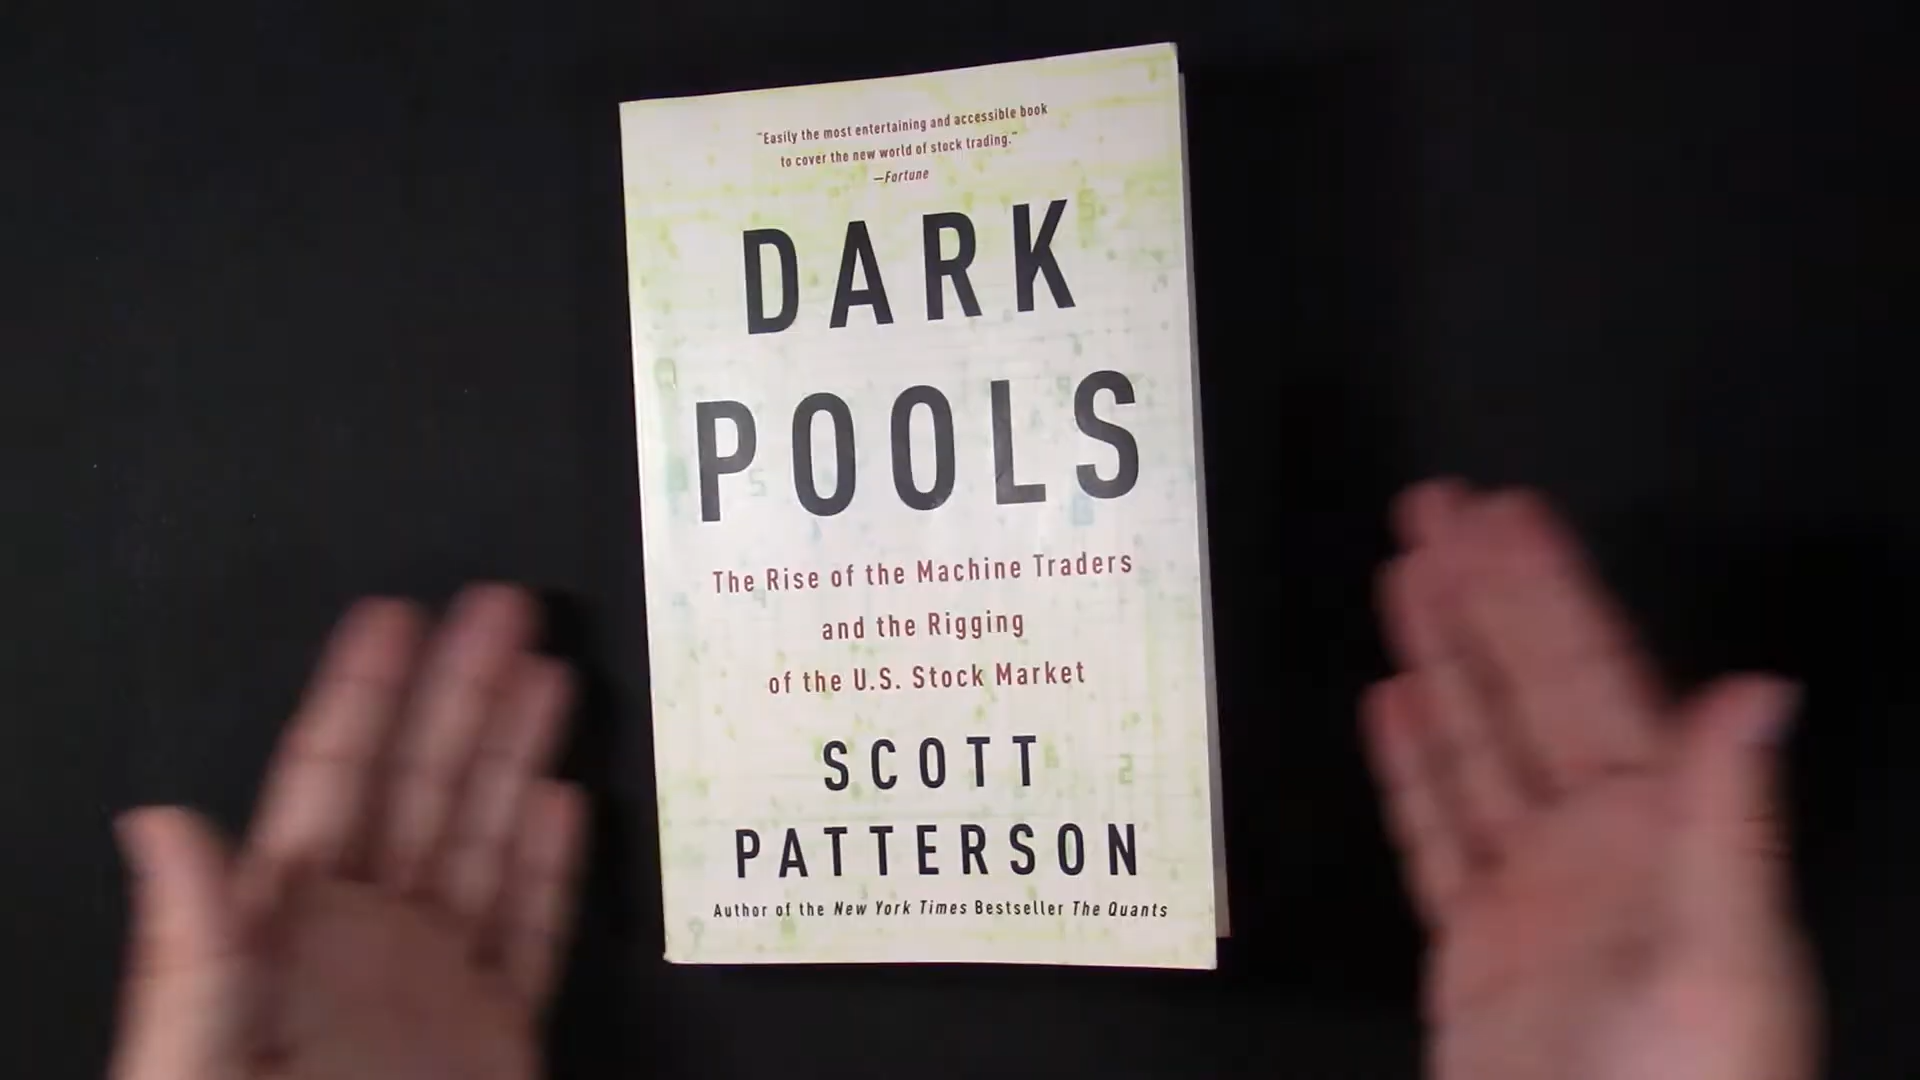 "Easily the most entertaining and accessible book
to cover the new world of stock trading."
—Fortune
DARK
POOLS
The Rise of the Machine Traders
and the Rigging
of the U.S. Stock Market
SCOTT
PATTERSON
Author of the New York Times Bestseller The Quants